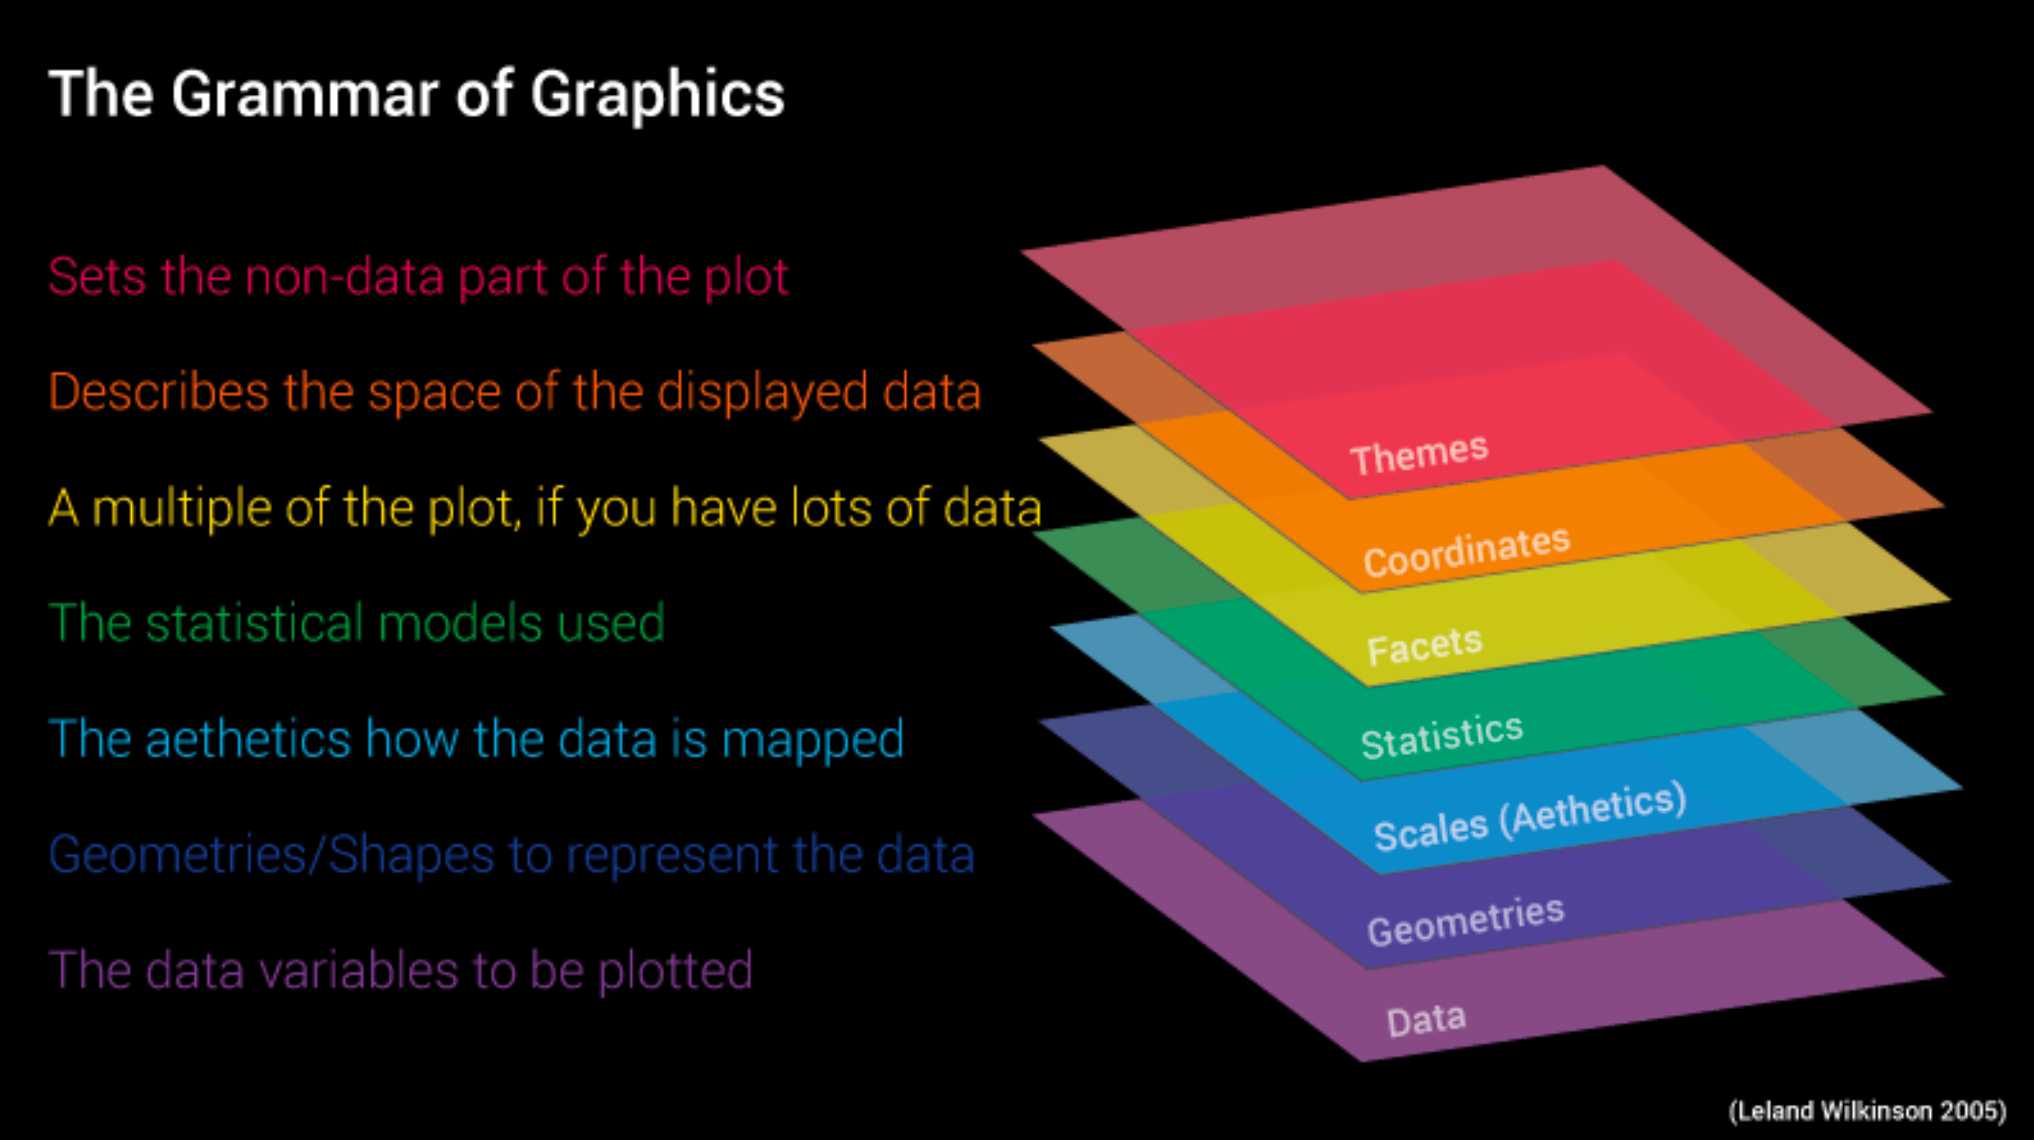 The Grammar of Graphics
Sets the non-data part of the plot
Describes the space of the displayed data
A multiple of the plot, if you have lots of data
The statistical models used
The aethetics how the data is mapped
Geometries/Shapes to represent the data
The data variables to be plotted
Themes
Coordinates
Facets
Statistics
Scales (Aethetics)
Geometries
Data
(Leland Wilkinson 2005)